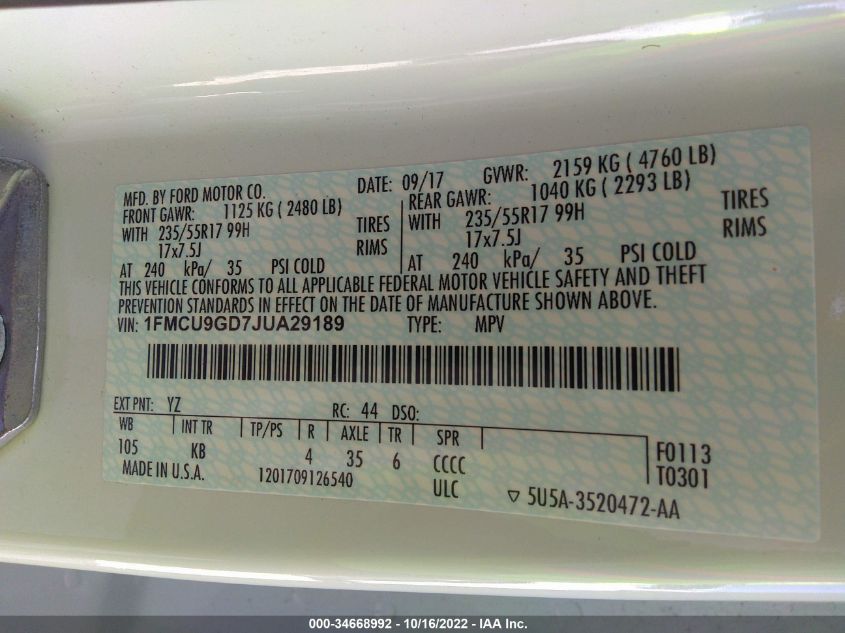 MFD. BY FORD MOTOR CO. DATE: 09/17 GVWR: 2159 KG ( 4760 LB)
FRONT GAWR: 1125 KG ( 2480 LB) REAR GAWR: 1040 KG ( 2293 LB)
WITH 235/55R17 99H TIRES WITH 235/55R17 99H TIRES
17x7.5J RIMS 17x7.5J RIMS
AT 240 kPa/ 35 PSI COLD AT 240 kPa/ 35 PSI COLD
THIS VEHICLE CONFORMS TO ALL APPLICABLE FEDERAL MOTOR VEHICLE SAFETY AND THEFT
PREVENTION STANDARDS IN EFFECT ON THE DATE OF MANUFACTURE SHOWN ABOVE.
VIN: 1FMCU9GD7JUA29189 TYPE: MPV
EXT PNT: YZ RC: 44 DSO:
WB INT TR TP/PS R AXLE TR SPR
105 KB 4 35 6 CCCC F0113
MADE IN U.S.A. 1201709126540 ULC T0301
▽ 5U5A-3520472-AA
000-34668992 - 10/16/2022 - IAA Inc.